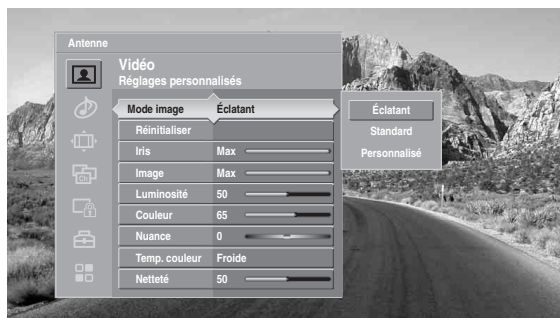 Antenne
Vidéo
Réglages personnalisés
Mode image Éclatant
Réinitialiser
Iris Max
Image Max
Luminosité 50
Couleur 65
Nuance 0
Temp. couleur Froide
Netteté 50
Éclatant
Standard
Personnalisé